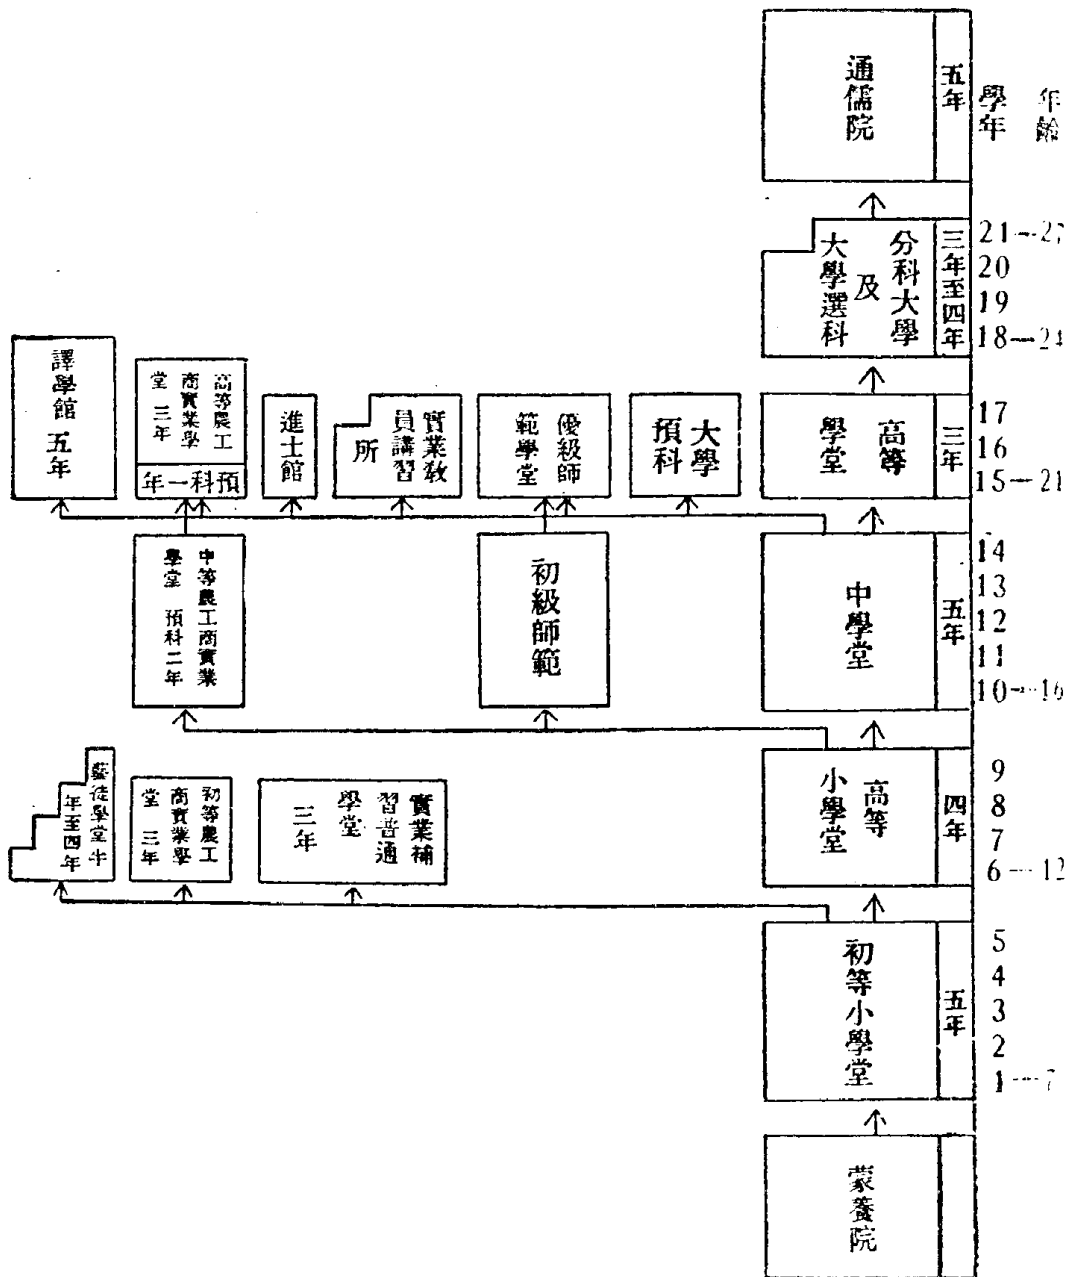 年齡
學年
通儒院
五年
21—27
20
19
18—24
分科大學
及
大學選科
三年至四年
17
16
15—21
高等
學堂
三年
大學
預科
優級師
範學堂
實業教
員講習
所
進士館
高等農工
商實業學
堂 三年
預科一年
譯學館 五年
14
13
12
11
10—16
中學堂
五年
初級師範
中等農工商實業
學堂 預科二年
9
8
7
6—12
高等
小學堂
四年
實業補
習普通
學堂
三年
初等農工
商實業學
堂 三年
藝徒學堂半
年至四年
5
4
3
2
1—7
初等小學堂
五年
蒙養院